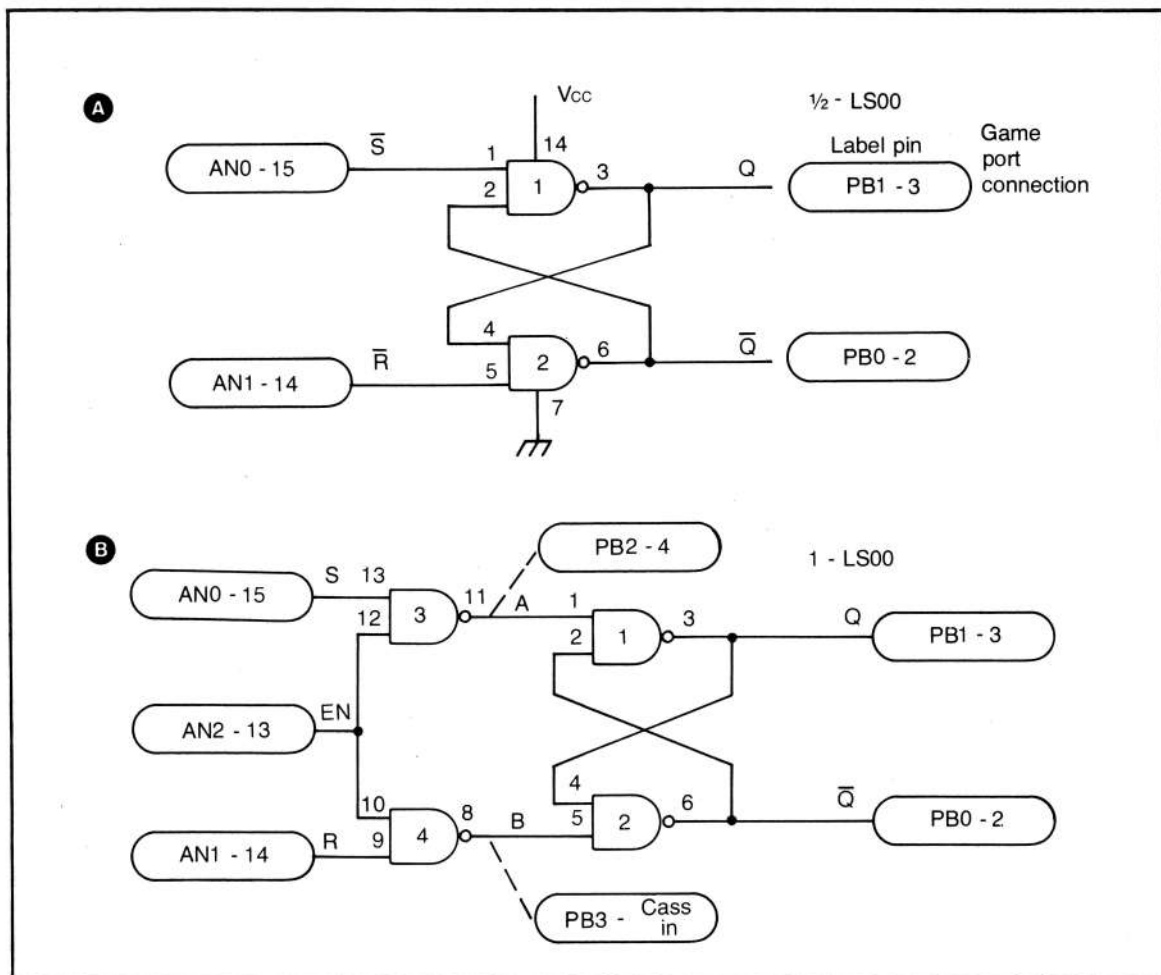 A
Vcc
½ - LS00
AN0 - 15
S̅
1
14
2
1
3
Q
Label pin
PB1 - 3
Game
port
connection
4
AN1 - 14
R̅
5
2
6
Q̅
PB0 - 2
7
B
PB2 - 4
1 - LS00
AN0 - 15
S
13
12
3
11
A
1
2
1
3
Q
PB1 - 3
AN2 - 13
EN
10
AN1 - 14
R
9
4
8
B
4
5
2
6
Q̅
PB0 - 2
PB3 - Cass
in